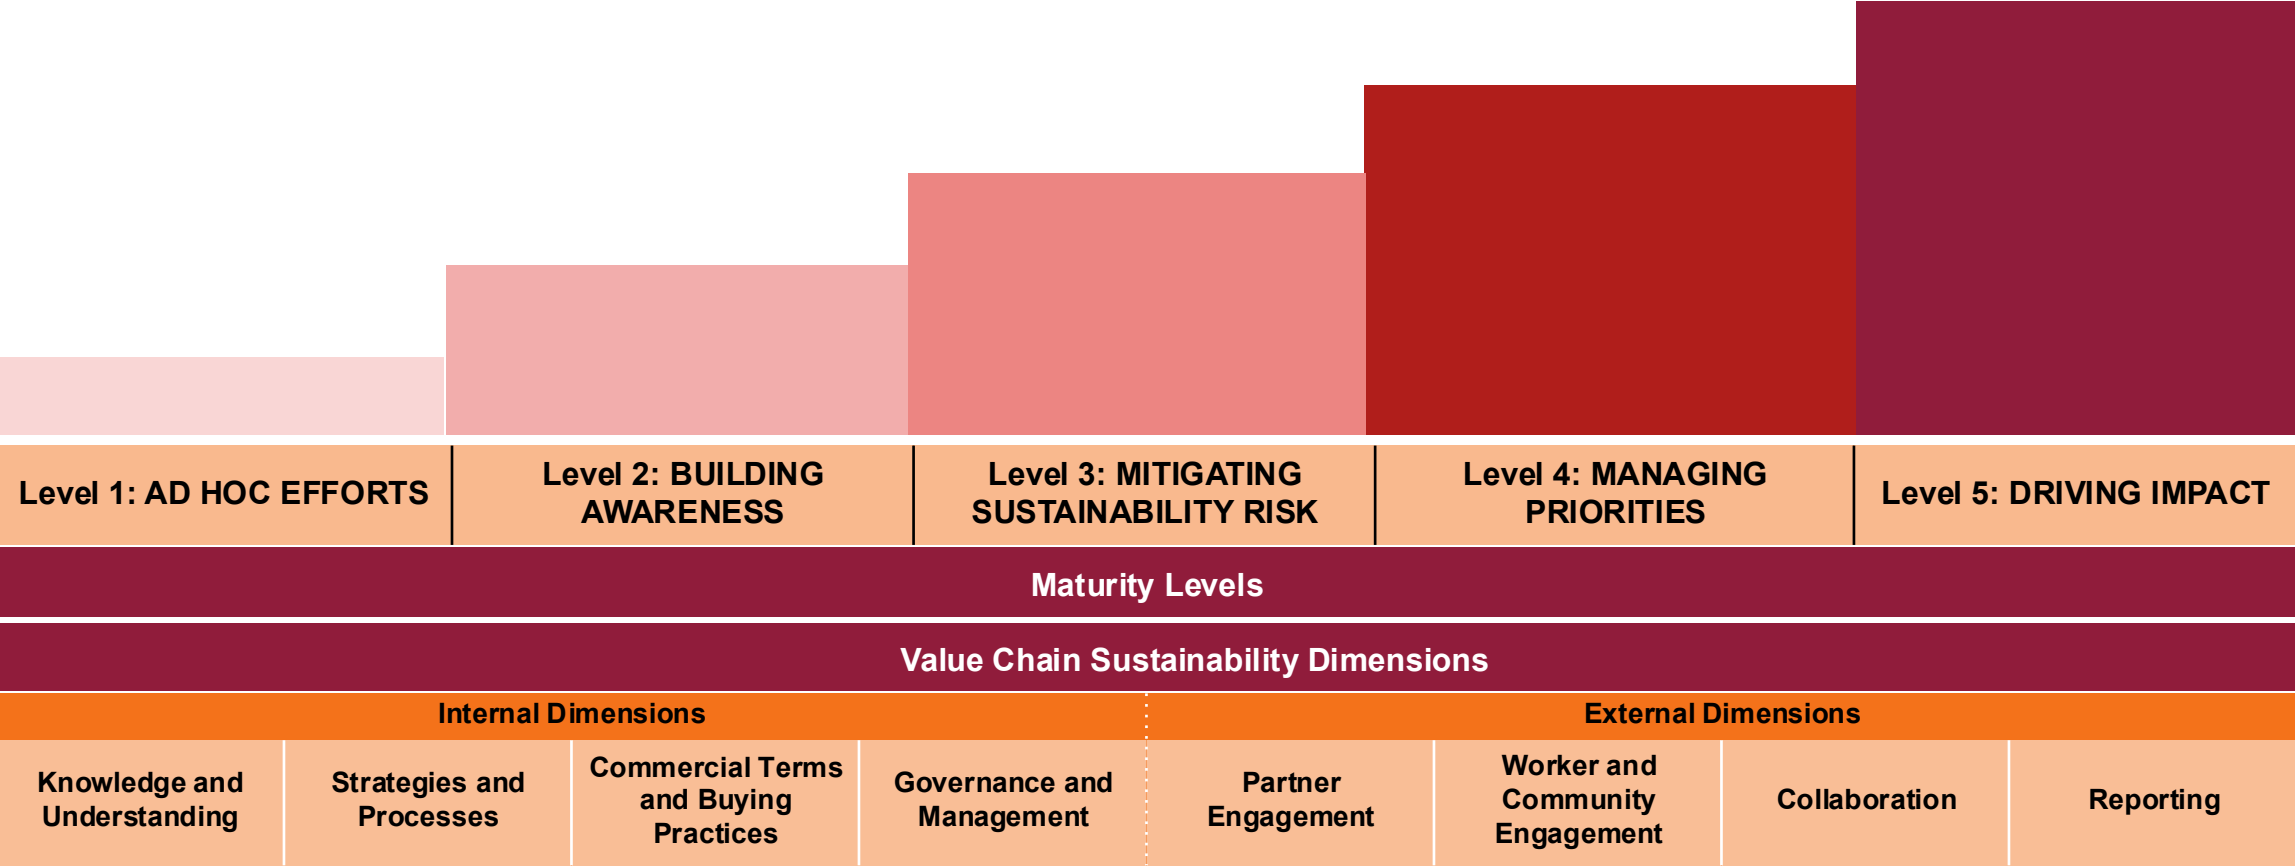 Level 1: AD HOC EFFORTS
Level 2: BUILDING
AWARENESS
Level 3: MITIGATING
SUSTAINABILITY RISK
Level 4: MANAGING
PRIORITIES
Level 5: DRIVING IMPACT
Maturity Levels
Value Chain Sustainability Dimensions
Internal Dimensions
External Dimensions
Knowledge and
Understanding
Strategies and
Processes
Commercial Terms
and Buying
Practices
Governance and
Management
Partner
Engagement
Worker and
Community
Engagement
Collaboration
Reporting